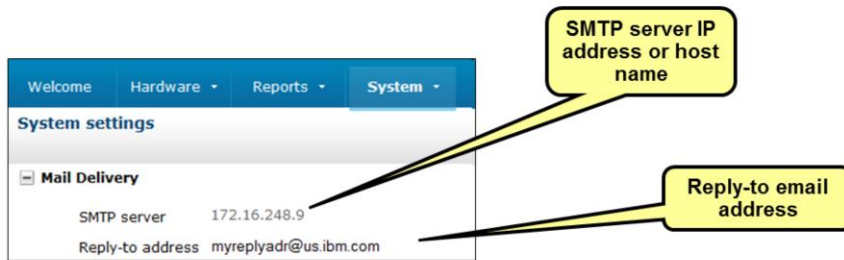 SMTP server IP
address or host
name
Welcome Hardware Reports System
System settings
Mail Delivery
SMTP server 172.16.248.9
Reply-to address myreplyadr@us.ibm.com
Reply-to email
address